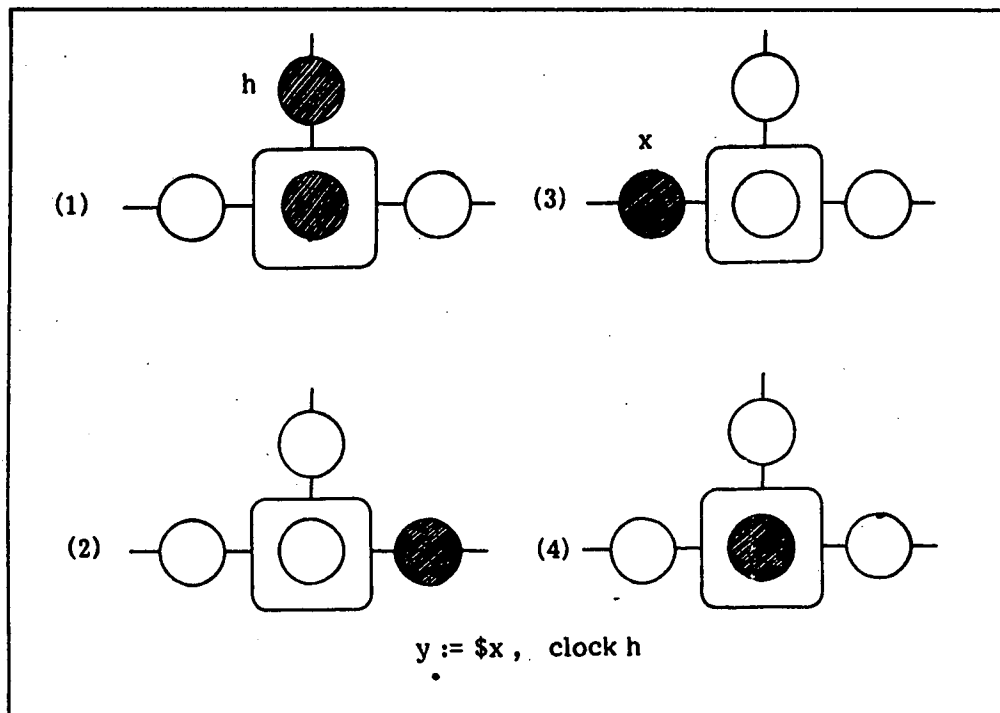 h
(1)
x
(3)
(2)
(4)
y := $x , clock h